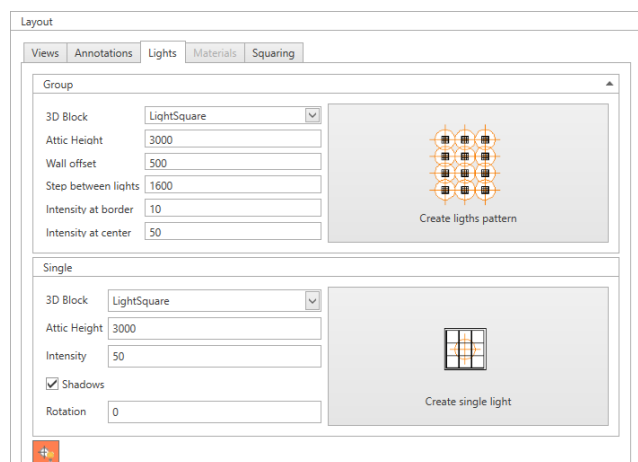 Layout
Views Annotations Lights Materials Squaring
Group
3D Block LightSquare
Attic Height 3000
Wall offset 500
Step between lights 1600
Intensity at border 10
Intensity at center 50
Create ligths pattern
Single
3D Block LightSquare
Attic Height 3000
Intensity 50
Shadows
Rotation 0
Create single light